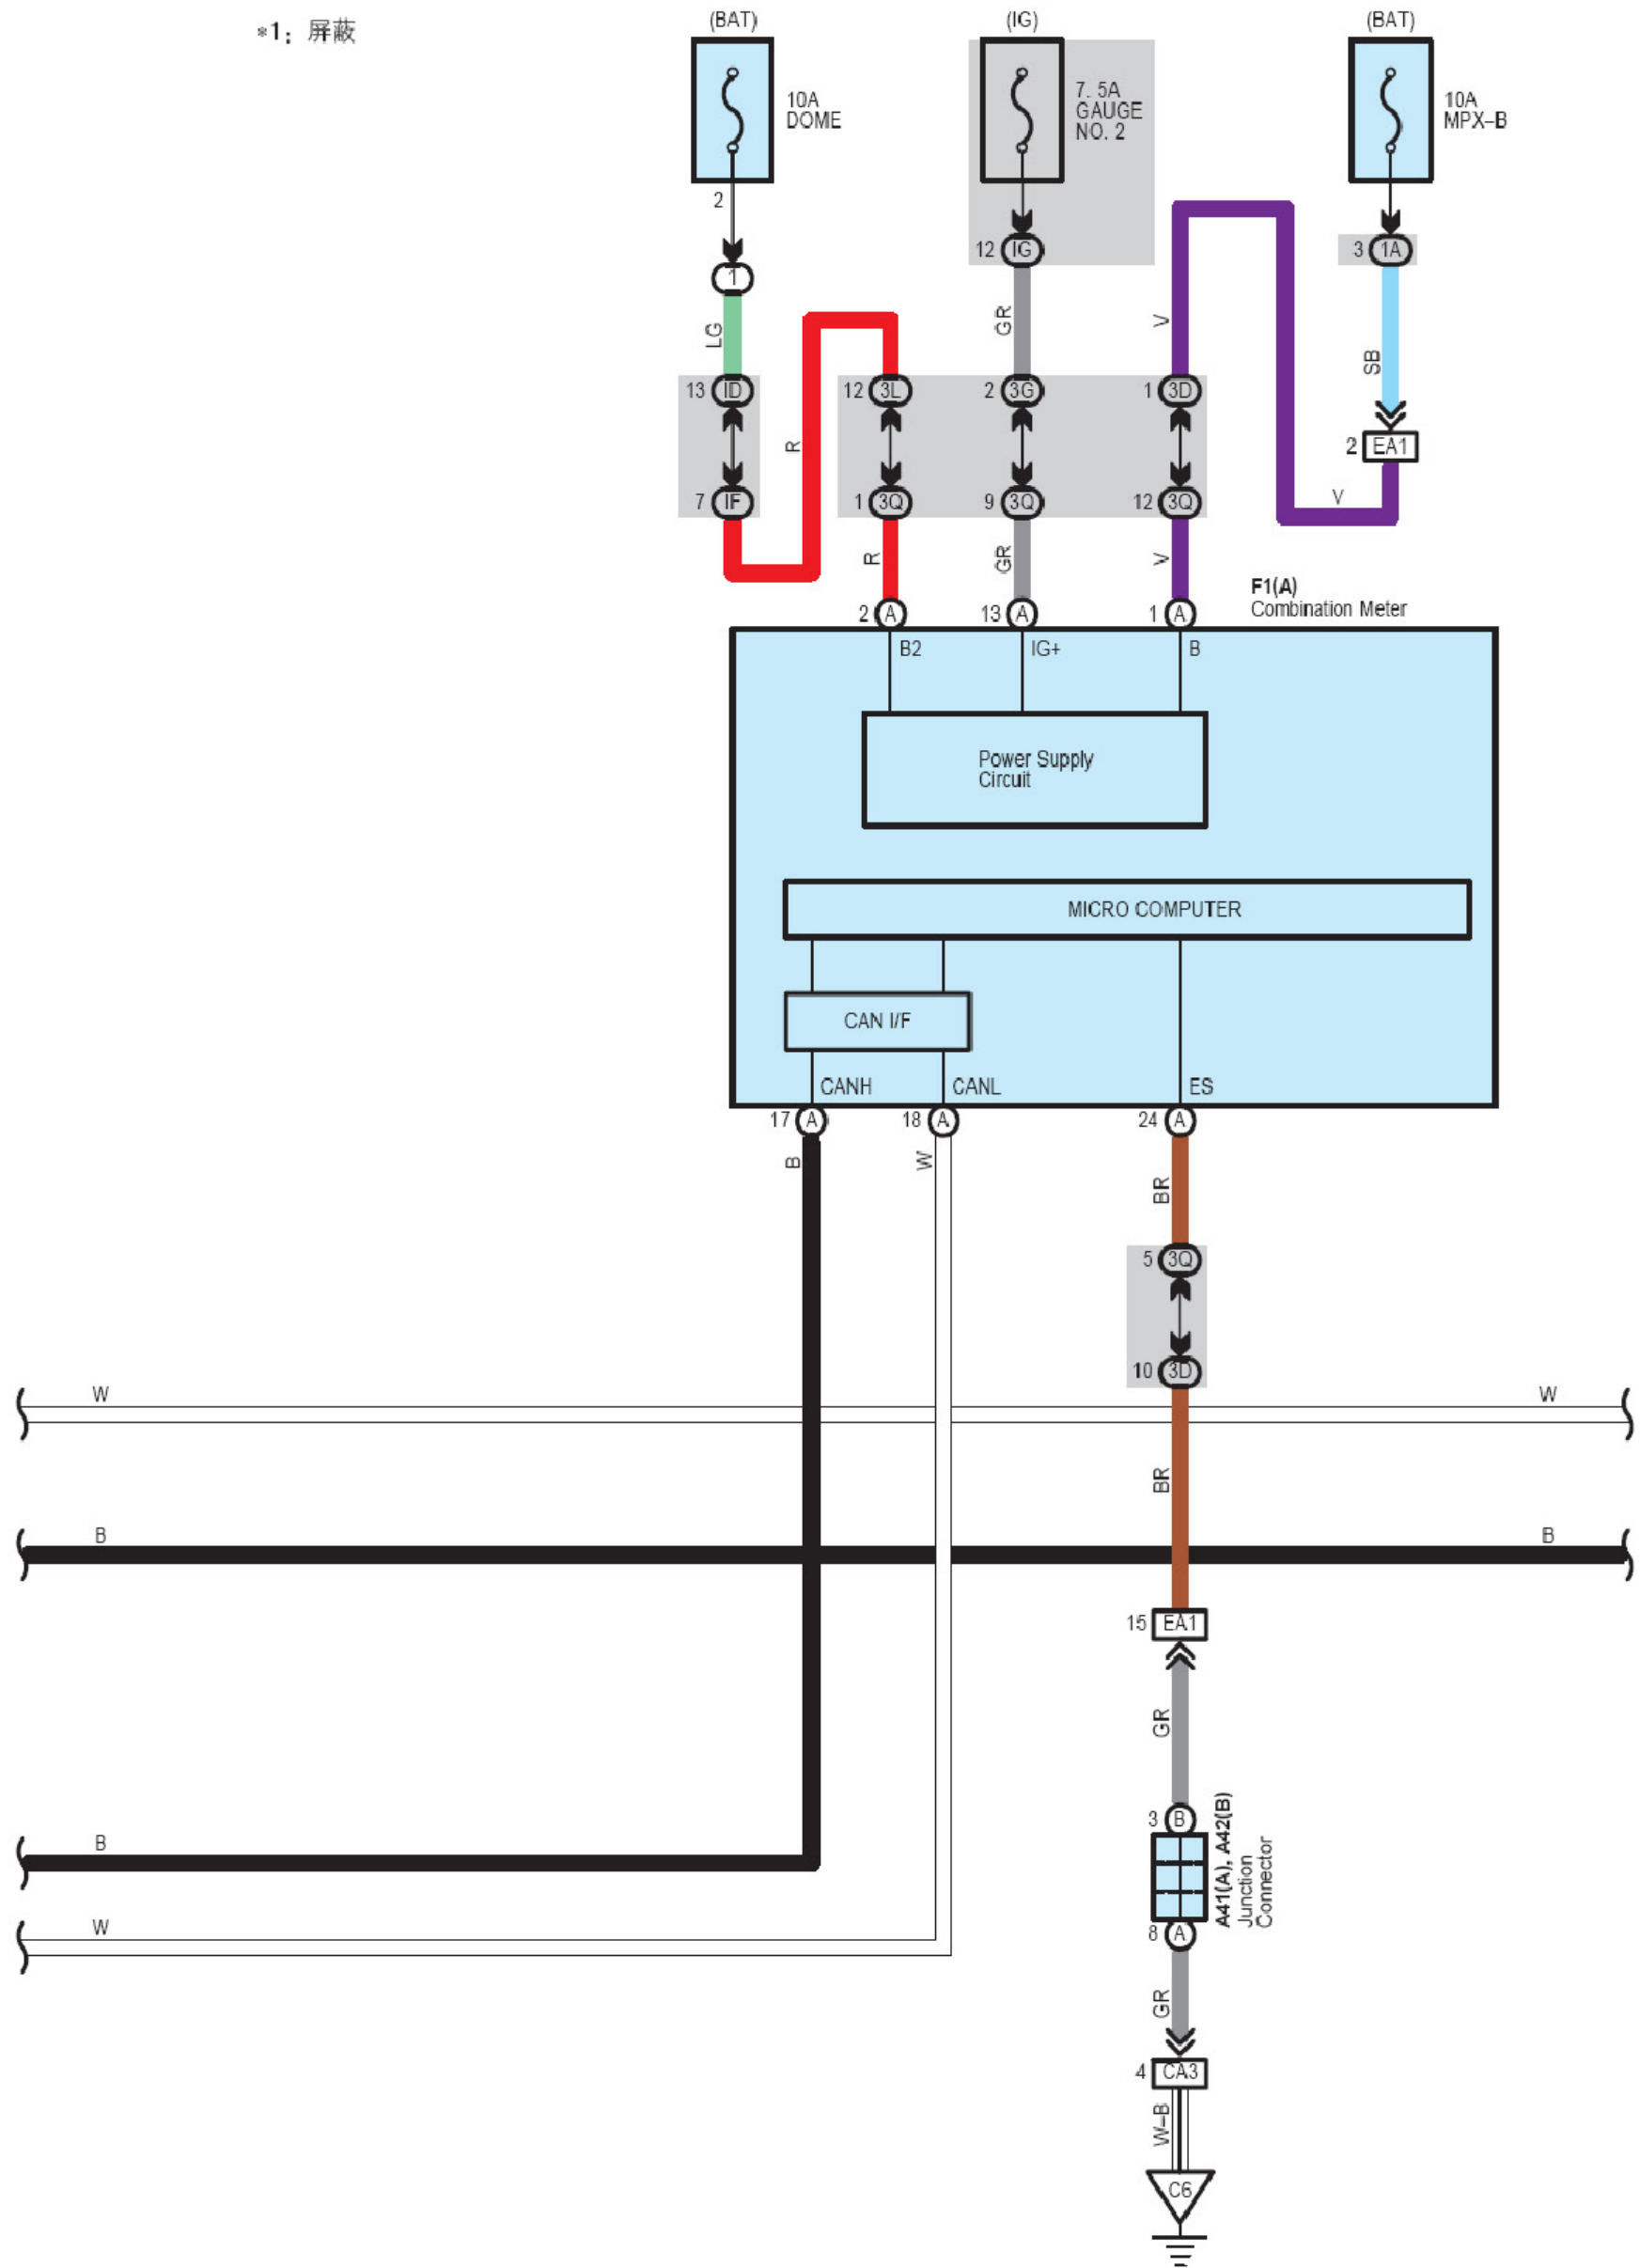 *1: 屏蔽
(BAT)
(IG)
(BAT)
10A
DOME
7. 5A
GAUGE
NO. 2
10A
MPX-B
2
1
12 IG
3 1A
LG
R
GR
V
SB
13 ID
12 3L
2 3G
1 3D
2 EA1
7 IF
1 3Q
9 3Q
12 3Q
V
R
GR
V
F1(A)
Combination Meter
2 A
13 A
1 A
B2
IG+
B
Power Supply
Circuit
MICRO COMPUTER
CAN I/F
CANH
CANL
ES
17 A
18 A
24 A
B
W
BR
5 3Q
10 3D
W
W
BR
B
B
15 EA1
GR
3 B
A41(A), A42(B)
Junction
Connector
B
8 A
W
GR
4 CA3
W-B
C6